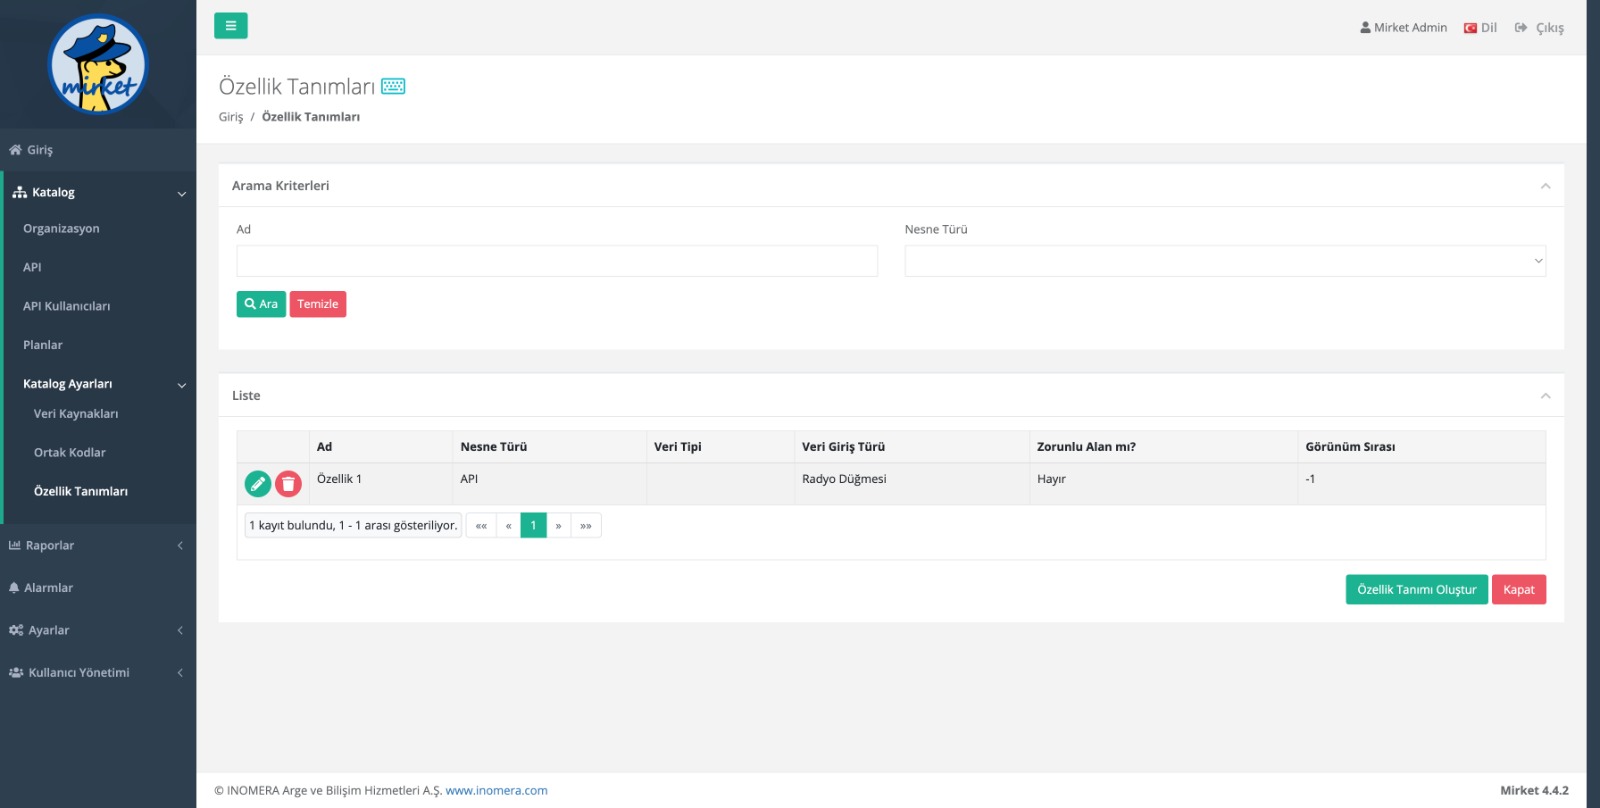 mirket
Mirket Admin Dil Çıkış
Özellik Tanımları
Giriş / Özellik Tanımları
Giriş
Katalog
Organizasyon
API
API Kullanıcıları
Planlar
Katalog Ayarları
Veri Kaynakları
Ortak Kodlar
Özellik Tanımları
Raporlar
Alarmlar
Ayarlar
Kullanıcı Yönetimi
Arama Kriterleri
Ad Nesne Türü
Ara Temizle
Liste
Ad Nesne Türü Veri Tipi Veri Giriş Türü Zorunlu Alan mı? Görünüm Sırası
Özellik 1 API Radyo Düğmesi Hayır -1
1 kayıt bulundu, 1 - 1 arası gösteriliyor. «« « 1 » »»
Özellik Tanımı Oluştur Kapat
© INOMERA Arge ve Bilişim Hizmetleri A.Ş. www.inomera.com Mirket 4.4.2